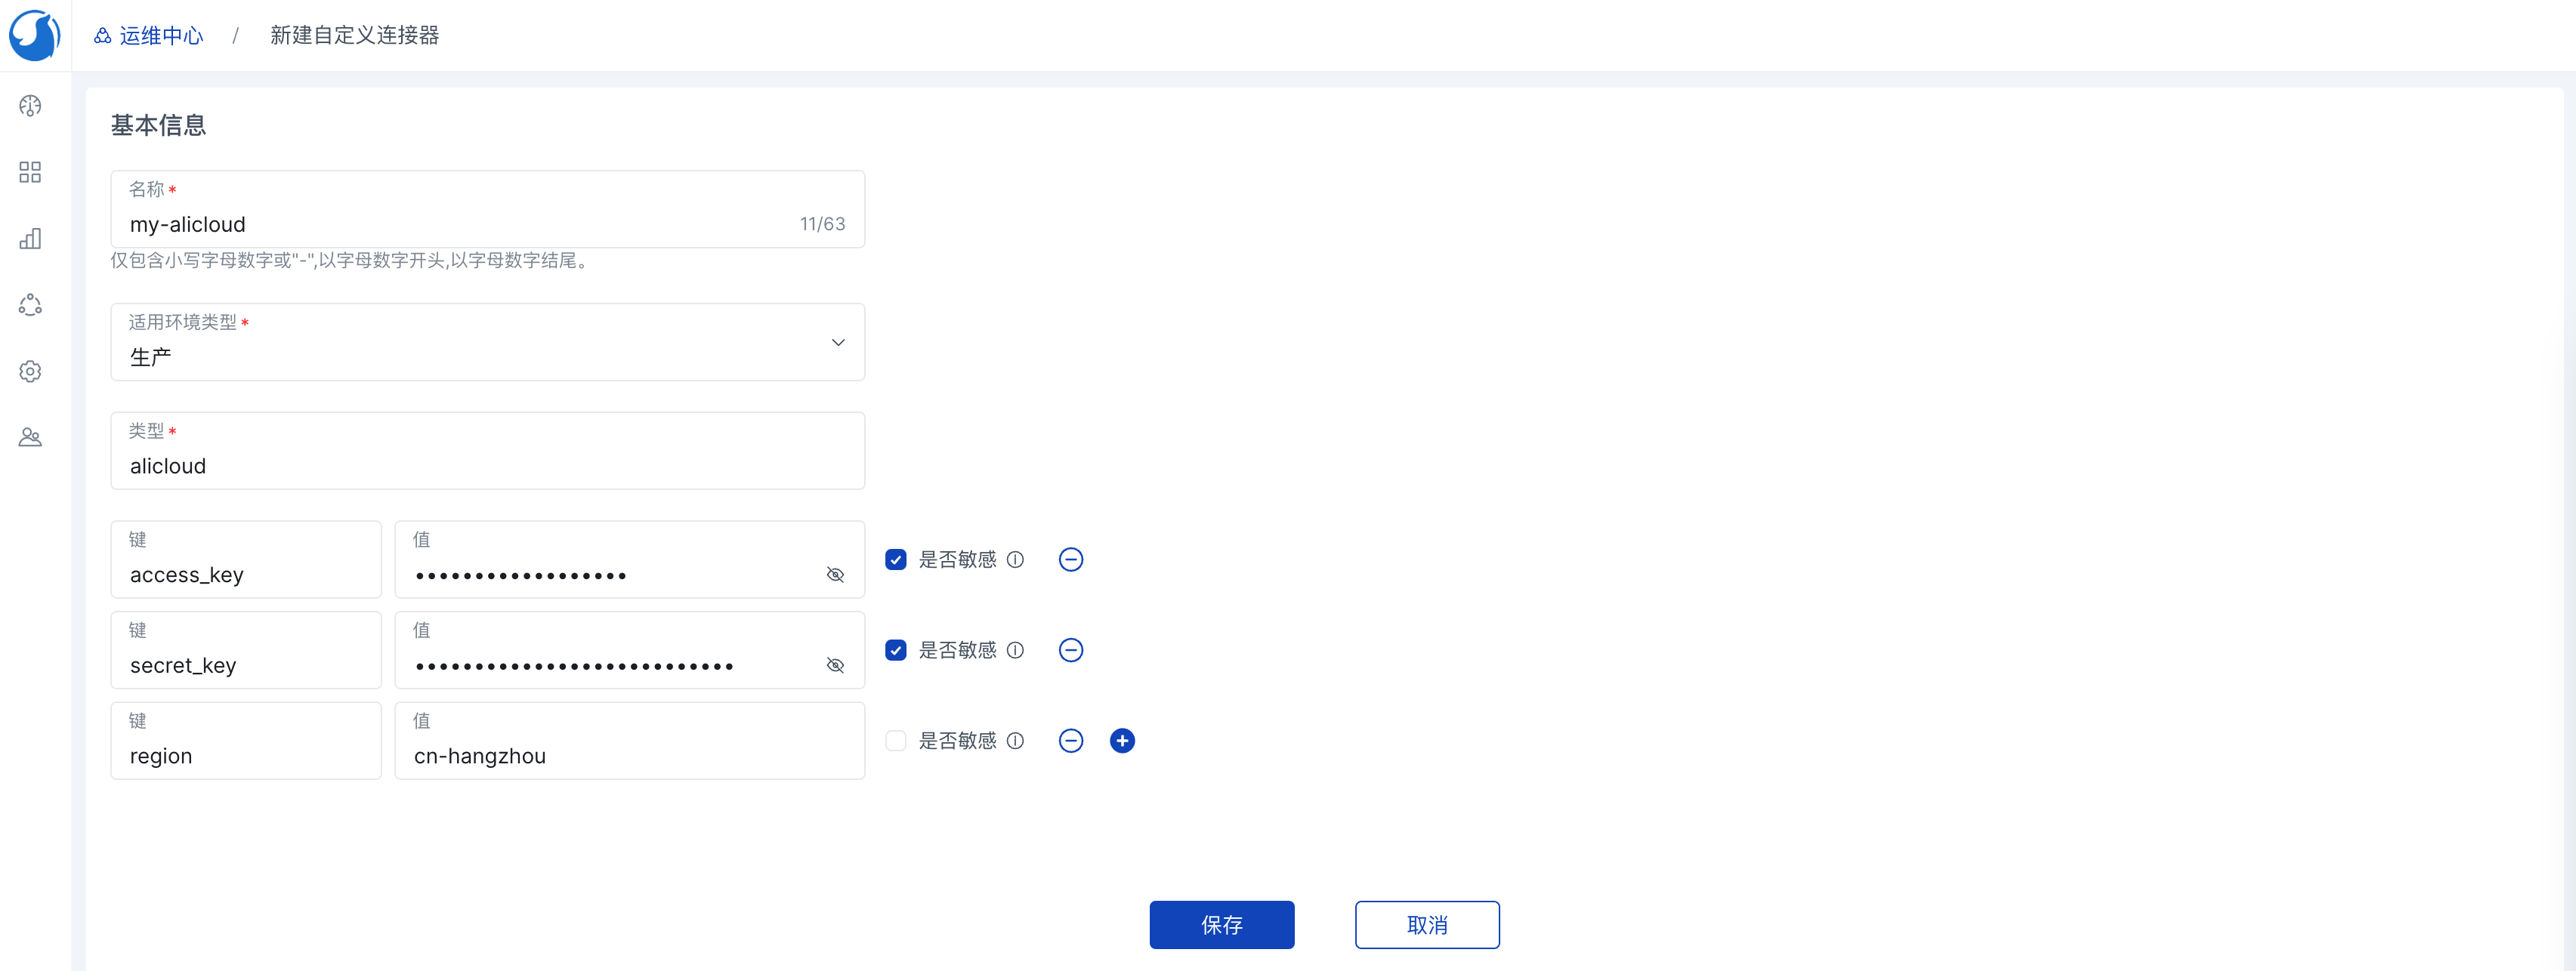 运维中心 / 新建自定义连接器
基本信息
名称*
my-alicloud 11/63
仅包含小写字母数字或"-",以字母数字开头,以字母数字结尾。
适用环境类型*
生产
类型*
alicloud
键 值
access_key •••••••••••••••••• 是否敏感
键 值
secret_key ••••••••••••••••••••••••••• 是否敏感
键 值
region cn-hangzhou 是否敏感
保存 取消